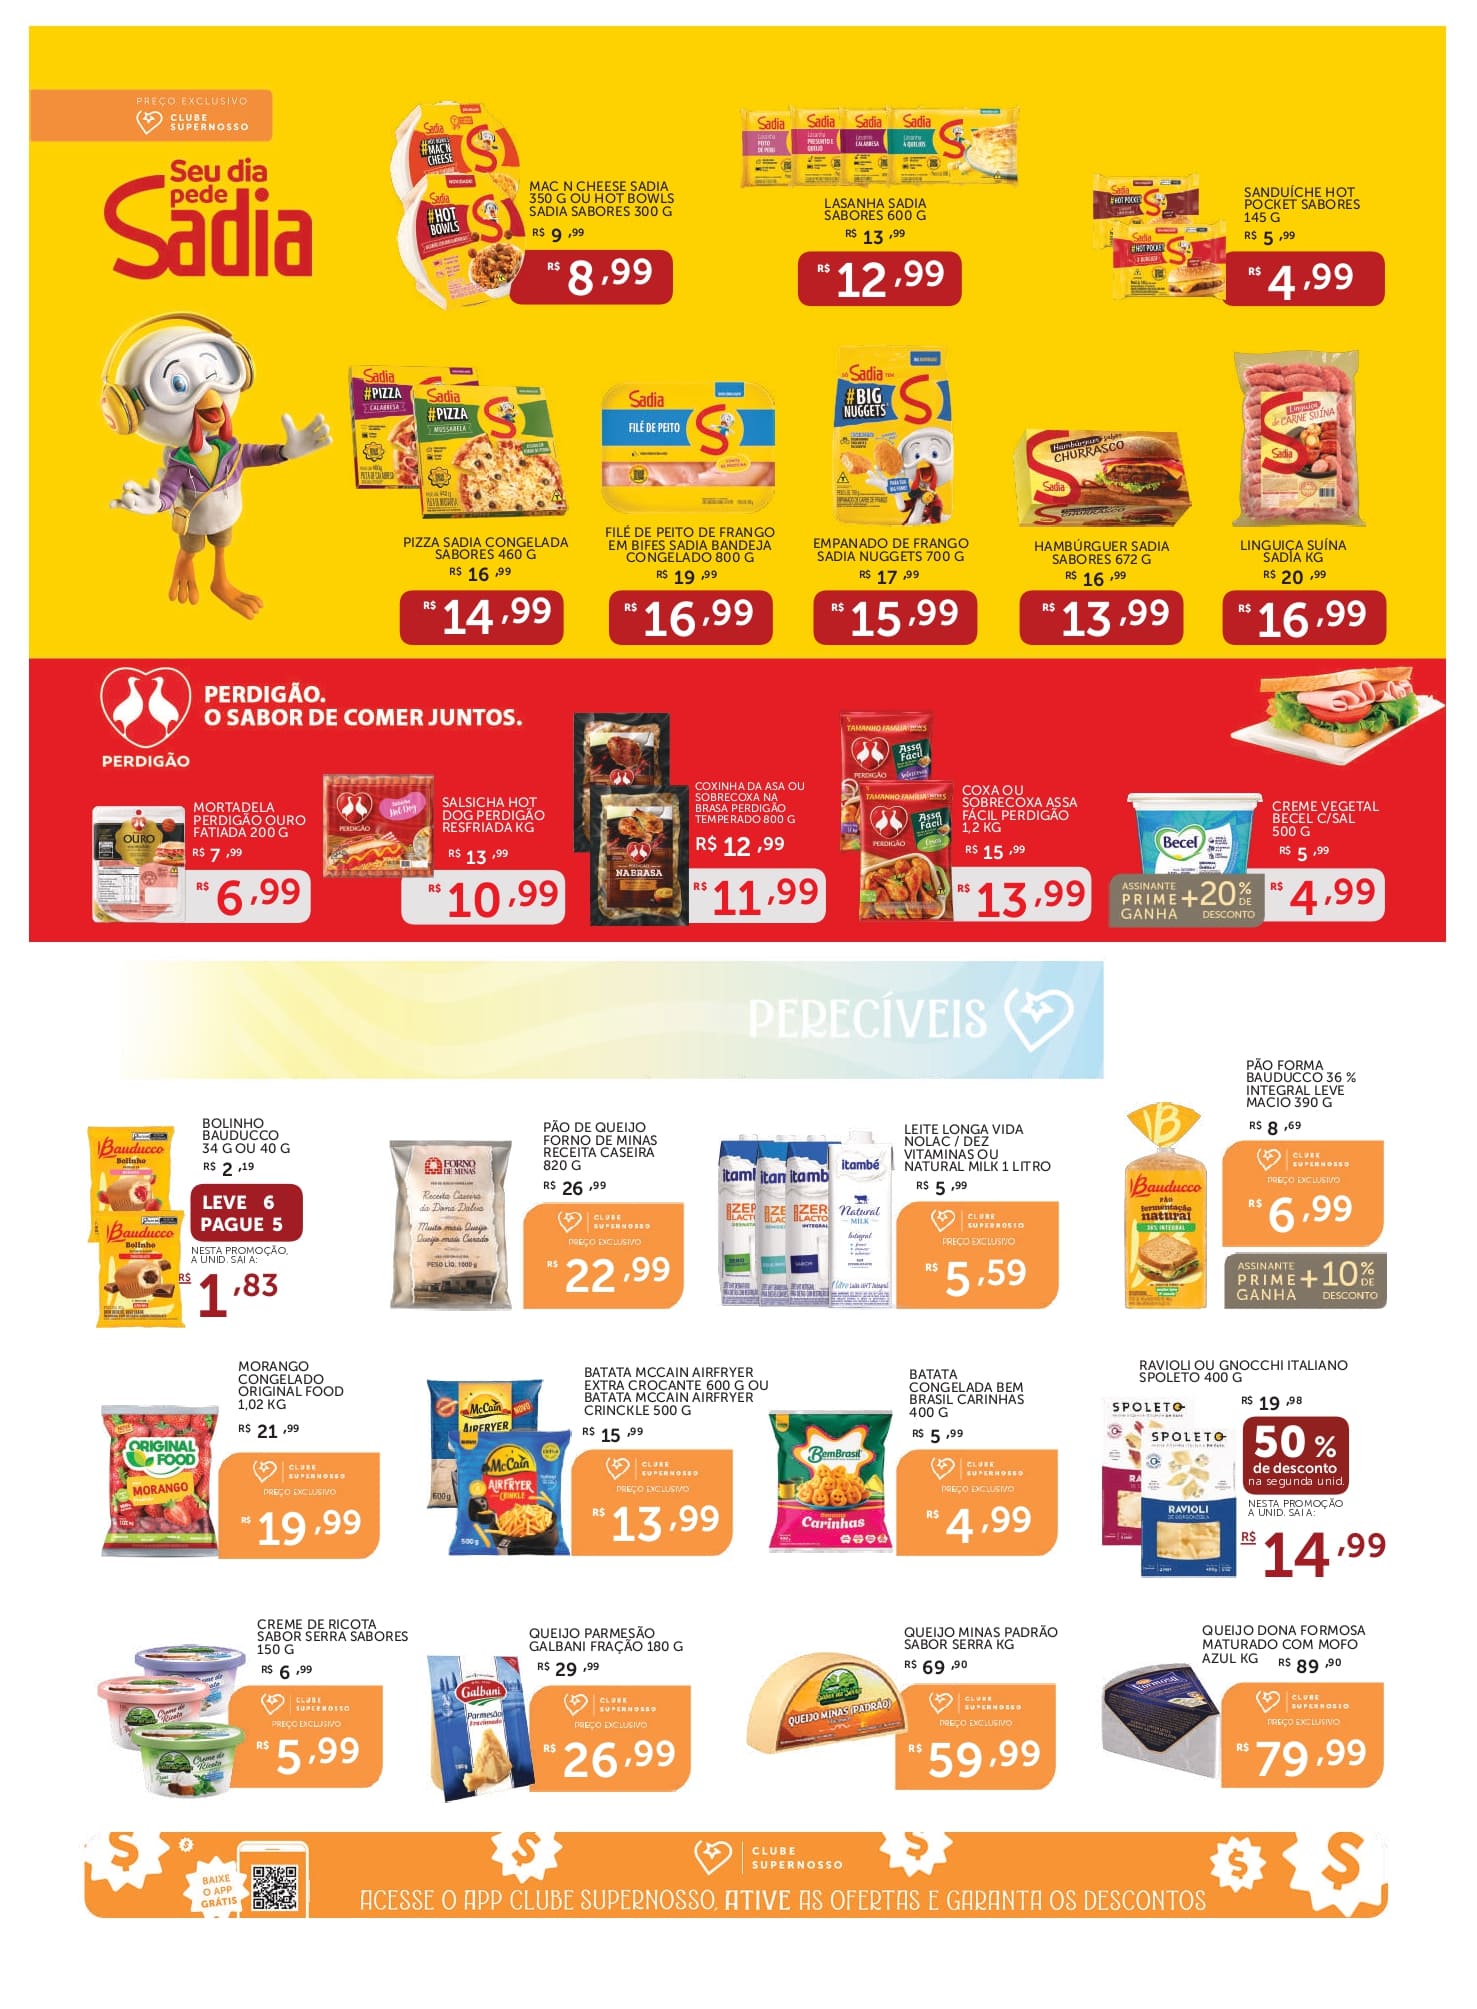 PREÇO EXCLUSIVO
CLUBE
SUPERNOSSO
Seu dia
pede
Sadia
MAC N CHEESE SADIA
350 G OU HOT BOWLS
SADIA SABORES 300 G
R$ 9 ,99
R$ 8,99
LASANHA SADIA
SABORES 600 G
R$ 13 ,99
R$ 12,99
SANDUÍCHE HOT
POCKET SABORES
145 G
R$ 5 ,99
R$ 4,99
PIZZA SADIA CONGELADA
SABORES 460 G
R$ 16 ,99
R$ 14,99
FILÉ DE PEITO DE FRANGO
EM BIFES SADIA BANDEJA
CONGELADO 800 G
R$ 19 ,99
R$ 16,99
EMPANADO DE FRANGO
SADIA NUGGETS 700 G
R$ 17 ,99
R$ 15,99
HAMBÚRGUER SADIA
SABORES 672 G
R$ 16 ,99
R$ 13,99
LINGUIÇA SUÍNA
SADIA KG
R$ 20 ,99
R$ 16,99
PERDIGÃO.
O SABOR DE COMER JUNTOS.
PERDIGÃO
MORTADELA
PERDIGÃO OURO
FATIADA 200 G
R$ 7 ,99
R$ 6,99
SALSICHA HOT
DOG PERDIGÃO
RESFRIADA KG
R$ 13 ,99
R$ 10,99
COXINHA DA ASA OU
SOBRECOXA NA
BRASA PERDIGÃO
TEMPERADO 800 G
R$ 12 ,99
R$ 11,99
COXA OU
SOBRECOXA ASSA
FÁCIL PERDIGÃO
1,2 KG
R$ 15 ,99
R$ 13,99
CREME VEGETAL
BECEL C/SAL
500 G
R$ 5 ,99
ASSINANTE
PRIME
GANHA
+20%
DE
DESCONTO
R$ 4,99
PERECÍVEIS
BOLINHO
BAUDUCCO
34 G OU 40 G
R$ 2 ,19
LEVE 6
PAGUE 5
NESTA PROMOÇÃO,
A UNID. SAI A:
R$ 1,83
PÃO DE QUEIJO
FORNO DE MINAS
RECEITA CASEIRA
820 G
R$ 26 ,99
CLUBE
SUPERNOSSO
PREÇO EXCLUSIVO
R$ 22,99
LEITE LONGA VIDA
NOLAC / DEZ
VITAMINAS OU
NATURAL MILK 1 LITRO
R$ 5 ,99
CLUBE
SUPERNOSSO
PREÇO EXCLUSIVO
R$ 5,59
PÃO FORMA
BAUDUCCO 36 %
INTEGRAL LEVE
MACIO 390 G
R$ 8 ,69
CLUBE
SUPERNOSSO
PREÇO EXCLUSIVO
R$ 6,99
ASSINANTE
PRIME
GANHA
+10%
DE
DESCONTO
MORANGO
CONGELADO
ORIGINAL FOOD
1,02 KG
R$ 21 ,99
CLUBE
SUPERNOSSO
PREÇO EXCLUSIVO
R$ 19,99
BATATA MCCAIN AIRFRYER
EXTRA CROCANTE 600 G OU
BATATA MCCAIN AIRFRYER
CRINCKLE 500 G
R$ 15 ,99
CLUBE
SUPERNOSSO
PREÇO EXCLUSIVO
R$ 13,99
BATATA
CONGELADA BEM
BRASIL CARINHAS
400 G
R$ 5 ,99
CLUBE
SUPERNOSSO
PREÇO EXCLUSIVO
R$ 4,99
RAVIOLI OU GNOCCHI ITALIANO
SPOLETO 400 G
R$ 19 ,98
50 %
de desconto
na segunda unid.
NESTA PROMOÇÃO
A UNID. SAI A:
R$ 14,99
CREME DE RICOTA
SABOR SERRA SABORES
150 G
R$ 6 ,99
CLUBE
SUPERNOSSO
PREÇO EXCLUSIVO
R$ 5,99
QUEIJO PARMESÃO
GALBANI FRAÇÃO 180 G
R$ 29 ,99
CLUBE
SUPERNOSSO
PREÇO EXCLUSIVO
R$ 26,99
QUEIJO MINAS PADRÃO
SABOR SERRA KG
R$ 69 ,90
CLUBE
SUPERNOSSO
PREÇO EXCLUSIVO
R$ 59,99
QUEIJO DONA FORMOSA
MATURADO COM MOFO
AZUL KG R$ 89 ,90
CLUBE
SUPERNOSSO
PREÇO EXCLUSIVO
R$ 79,99
BAIXE
O APP
GRÁTIS
CLUBE
SUPERNOSSO
ACESSE O APP CLUBE SUPERNOSSO, ATIVE AS OFERTAS E GARANTA OS DESCONTOS